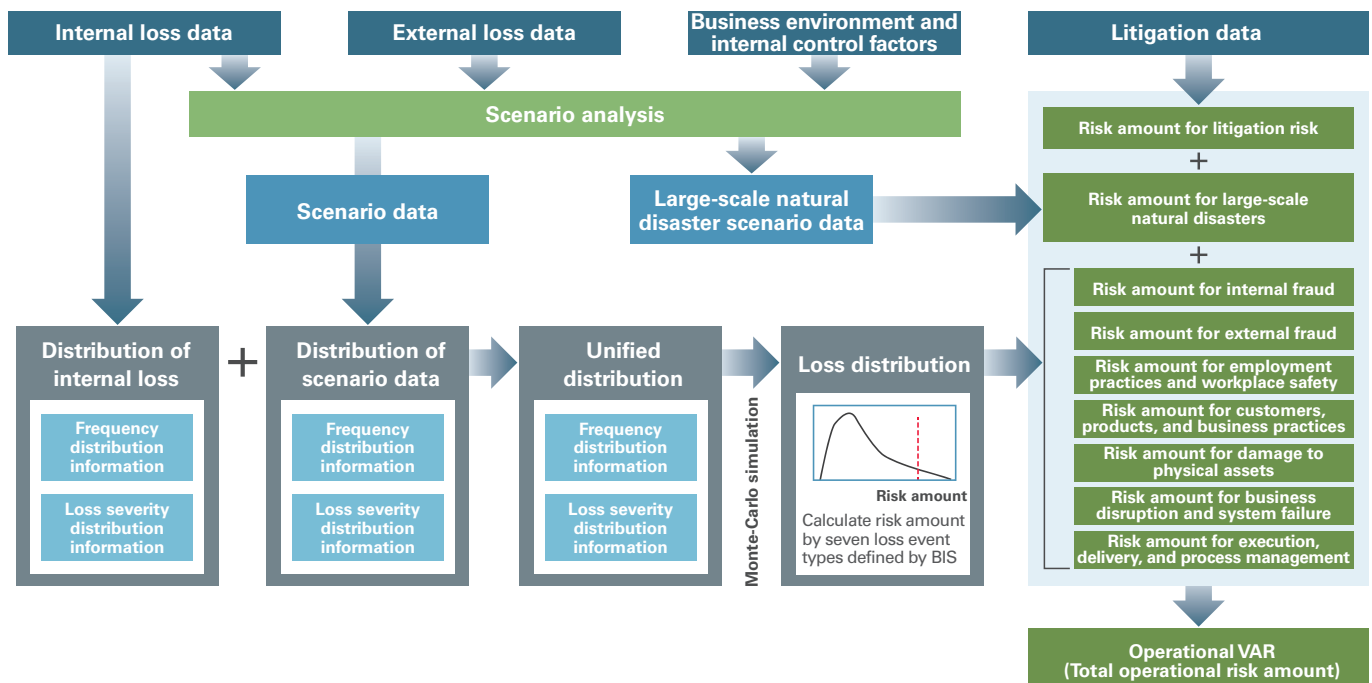 Internal loss data
External loss data
Business environment and
internal control factors
Litigation data
Scenario analysis
Risk amount for litigation risk
+
Scenario data
Large-scale natural
disaster scenario data
Risk amount for large-scale
natural disasters
+
Risk amount for internal fraud
Risk amount for external fraud
Risk amount for employment
practices and workplace safety
Risk amount for customers,
products, and business practices
Risk amount for damage to
physical assets
Risk amount for business
disruption and system failure
Risk amount for execution,
delivery, and process management
Distribution of
internal loss
Frequency
distribution
information
Loss severity
distribution
information
+
Distribution of
scenario data
Frequency
distribution
information
Loss severity
distribution
information
Unified
distribution
Frequency
distribution
information
Loss severity
distribution
information
Monte-Carlo simulation
Loss distribution
Risk amount
Calculate risk amount
by seven loss event
types defined by BIS
Operational VAR
(Total operational risk amount)